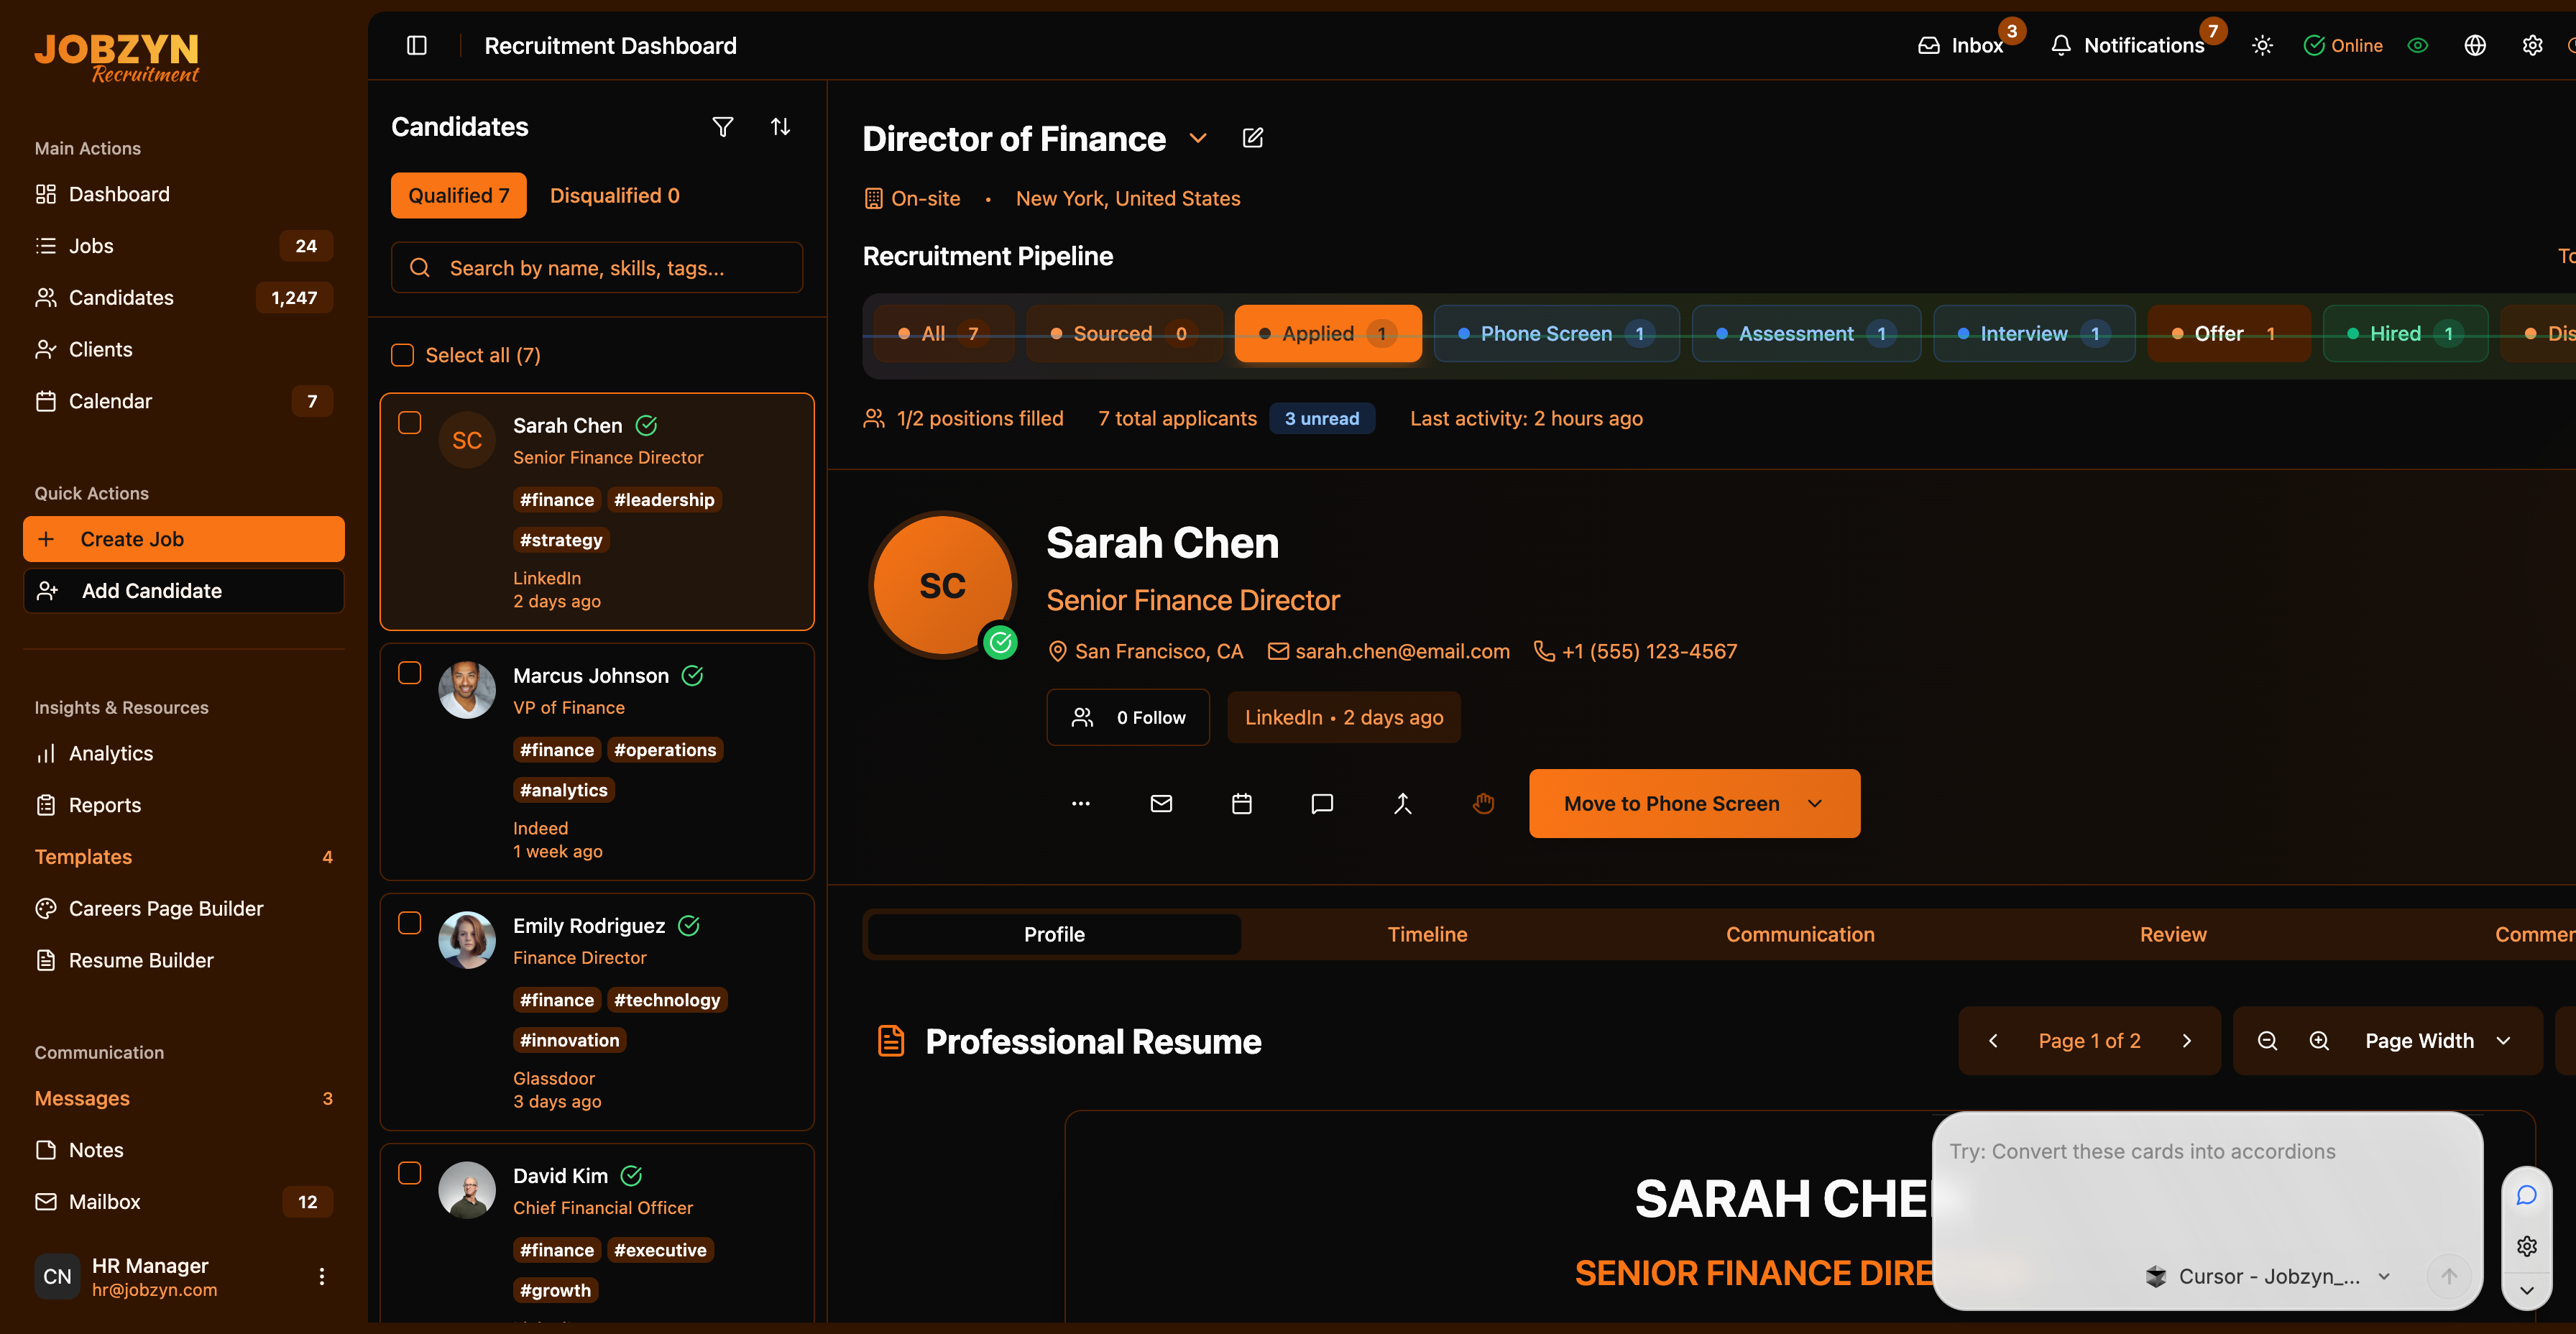 JOBZYN
Recruitment
Main Actions
Dashboard
Jobs 24
Candidates 1,247
Clients
Calendar 7
Quick Actions
Create Job
Add Candidate
Insights & Resources
Analytics
Reports
Templates 4
Careers Page Builder
Resume Builder
Communication
Messages 3
Notes
Mailbox 12
CN
HR Manager
hr@jobzyn.com
Recruitment Dashboard
Inbox 3
Notifications 7
Online
Candidates
Qualified 7 Disqualified 0
Search by name, skills, tags...
Select all (7)
SC
Sarah Chen
Senior Finance Director
#finance #leadership
#strategy
LinkedIn
2 days ago
Marcus Johnson
VP of Finance
#finance #operations
#analytics
Indeed
1 week ago
Emily Rodriguez
Finance Director
#finance #technology
#innovation
Glassdoor
3 days ago
David Kim
Chief Financial Officer
#finance #executive
#growth
Director of Finance
On-site • New York, United States
Recruitment Pipeline
To
All 7 Sourced 0 Applied 1 Phone Screen 1 Assessment 1 Interview 1 Offer 1 Hired 1 Dis
1/2 positions filled 7 total applicants 3 unread Last activity: 2 hours ago
SC
Sarah Chen
Senior Finance Director
San Francisco, CA sarah.chen@email.com +1 (555) 123-4567
0 Follow LinkedIn • 2 days ago
Move to Phone Screen
Profile Timeline Communication Review Commen
Professional Resume
Page 1 of 2
Page Width
SARAH CHE
SENIOR FINANCE DIRE
Try: Convert these cards into accordions
Cursor - Jobzyn_...